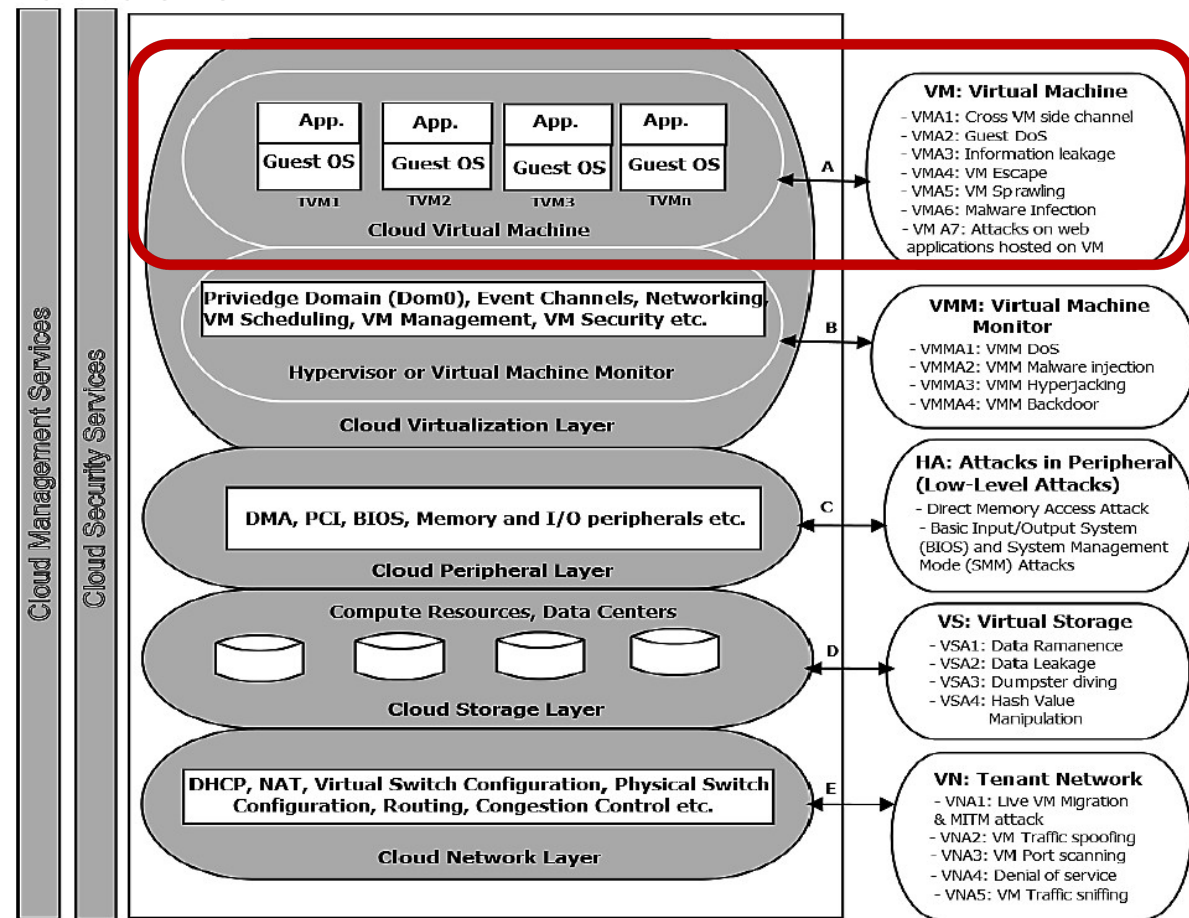 Cloud Management Services
Cloud Security Services
App.
Guest OS
TVM1
App.
Guest OS
TVM2
App.
Guest OS
TVM3
App.
Guest OS
TVMn
Cloud Virtual Machine
A
VM: Virtual Machine
- VMA1: Cross VM side channel
- VMA2: Guest DoS
- VMA3: Information leakage
- VMA4: VM Escape
- VMA5: VM Sprawling
- VMA6: Malware Infection
- VM A7: Attacks on web
applications hosted on VM
Priviedge Domain (Dom0), Event Channels, Networking,
VM Scheduling, VM Management, VM Security etc.
Hypervisor or Virtual Machine Monitor
Cloud Virtualization Layer
B
VMM: Virtual Machine
Monitor
- VMMA1: VMM DoS
- VMMA2: VMM Malware injection
- VMMA3: VMM Hyperjacking
- VMMA4: VMM Backdoor
DMA, PCI, BIOS, Memory and I/O peripherals etc.
Cloud Peripheral Layer
C
HA: Attacks in Peripheral
(Low-Level Attacks)
- Direct Memory Access Attack
- Basic Input/Output System
(BIOS) and System Management
Mode (SMM) Attacks
Compute Resources, Data Centers
Cloud Storage Layer
D
VS: Virtual Storage
- VSA1: Data Ramanence
- VSA2: Data Leakage
- VSA3: Dumpster diving
- VSA4: Hash Value
Manipulation
DHCP, NAT, Virtual Switch Configuration, Physical Switch
Configuration, Routing, Congestion Control etc.
Cloud Network Layer
E
VN: Tenant Network
- VNA1: Live VM Migration
& MITM attack
- VNA2: VM Traffic spoofing
- VNA3: VM Port scanning
- VNA4: Denial of service
- VNA5: VM Traffic sniffing